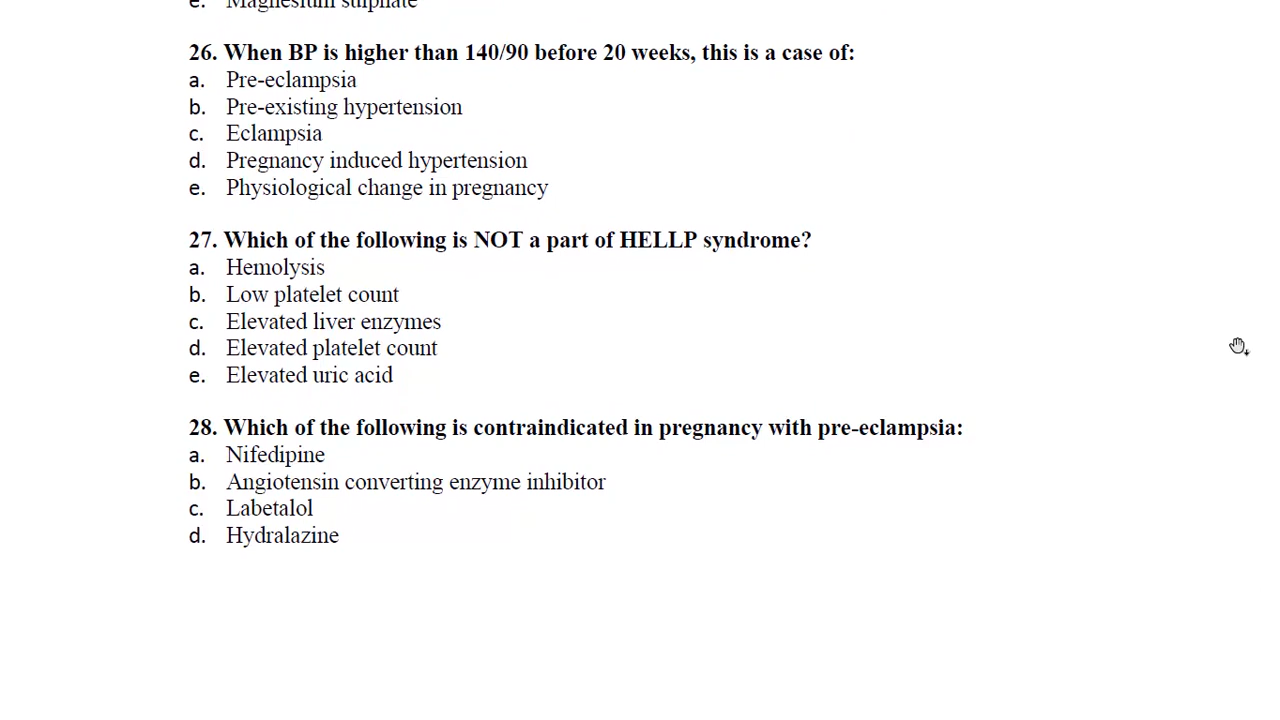 e. Magnesium sulphate
26. When BP is higher than 140/90 before 20 weeks, this is a case of:
a. Pre-eclampsia
b. Pre-existing hypertension
c. Eclampsia
d. Pregnancy induced hypertension
e. Physiological change in pregnancy
27. Which of the following is NOT a part of HELLP syndrome?
a. Hemolysis
b. Low platelet count
c. Elevated liver enzymes
d. Elevated platelet count
e. Elevated uric acid
28. Which of the following is contraindicated in pregnancy with pre-eclampsia:
a. Nifedipine
b. Angiotensin converting enzyme inhibitor
c. Labetalol
d. Hydralazine